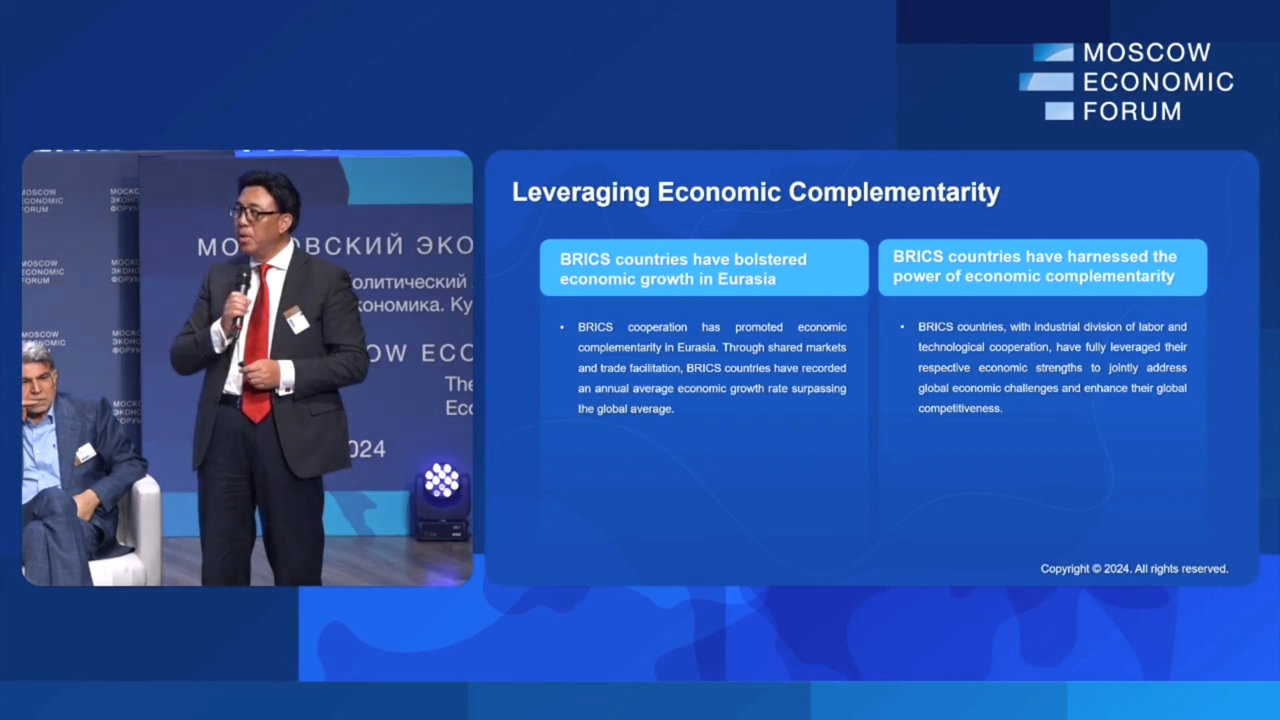 MOSCOW
ECONOMIC
FORUM
MOSCOW
ECONOMIC
FORUM
ЭКО
олитический
кономика. Ку
OW ECO
The
Eco
024
Leveraging Economic Complementarity
BRICS countries have bolstered
economic growth in Eurasia
• BRICS cooperation has promoted economic
complementarity in Eurasia. Through shared markets
and trade facilitation, BRICS countries have recorded
an annual average economic growth rate surpassing
the global average.
BRICS countries have harnessed the
power of economic complementarity
• BRICS countries, with industrial division of labor and
technological cooperation, have fully leveraged their
respective economic strengths to jointly address
global economic challenges and enhance their global
competitiveness.
Copyright © 2024. All rights reserved.